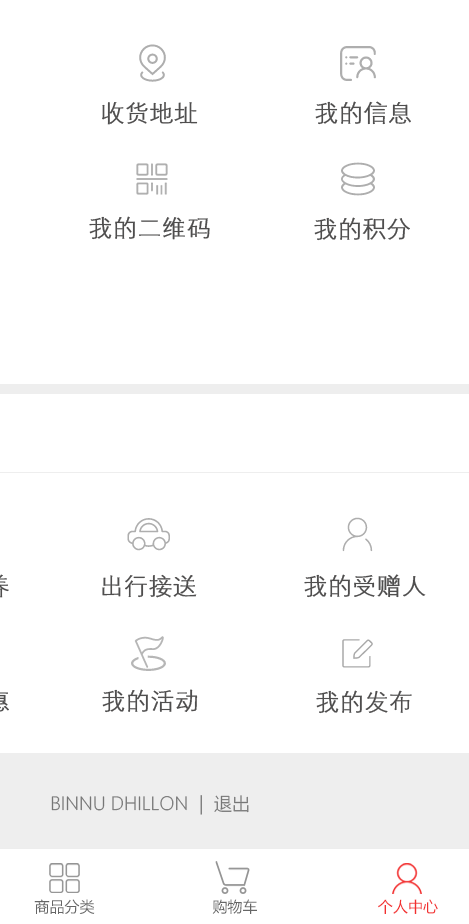 收货地址 我的信息
我的二维码 我的积分
出行接送 我的受赠人
我的活动 我的发布
BINNU DHILLON | 退出
商品分类 购物车 个人中心